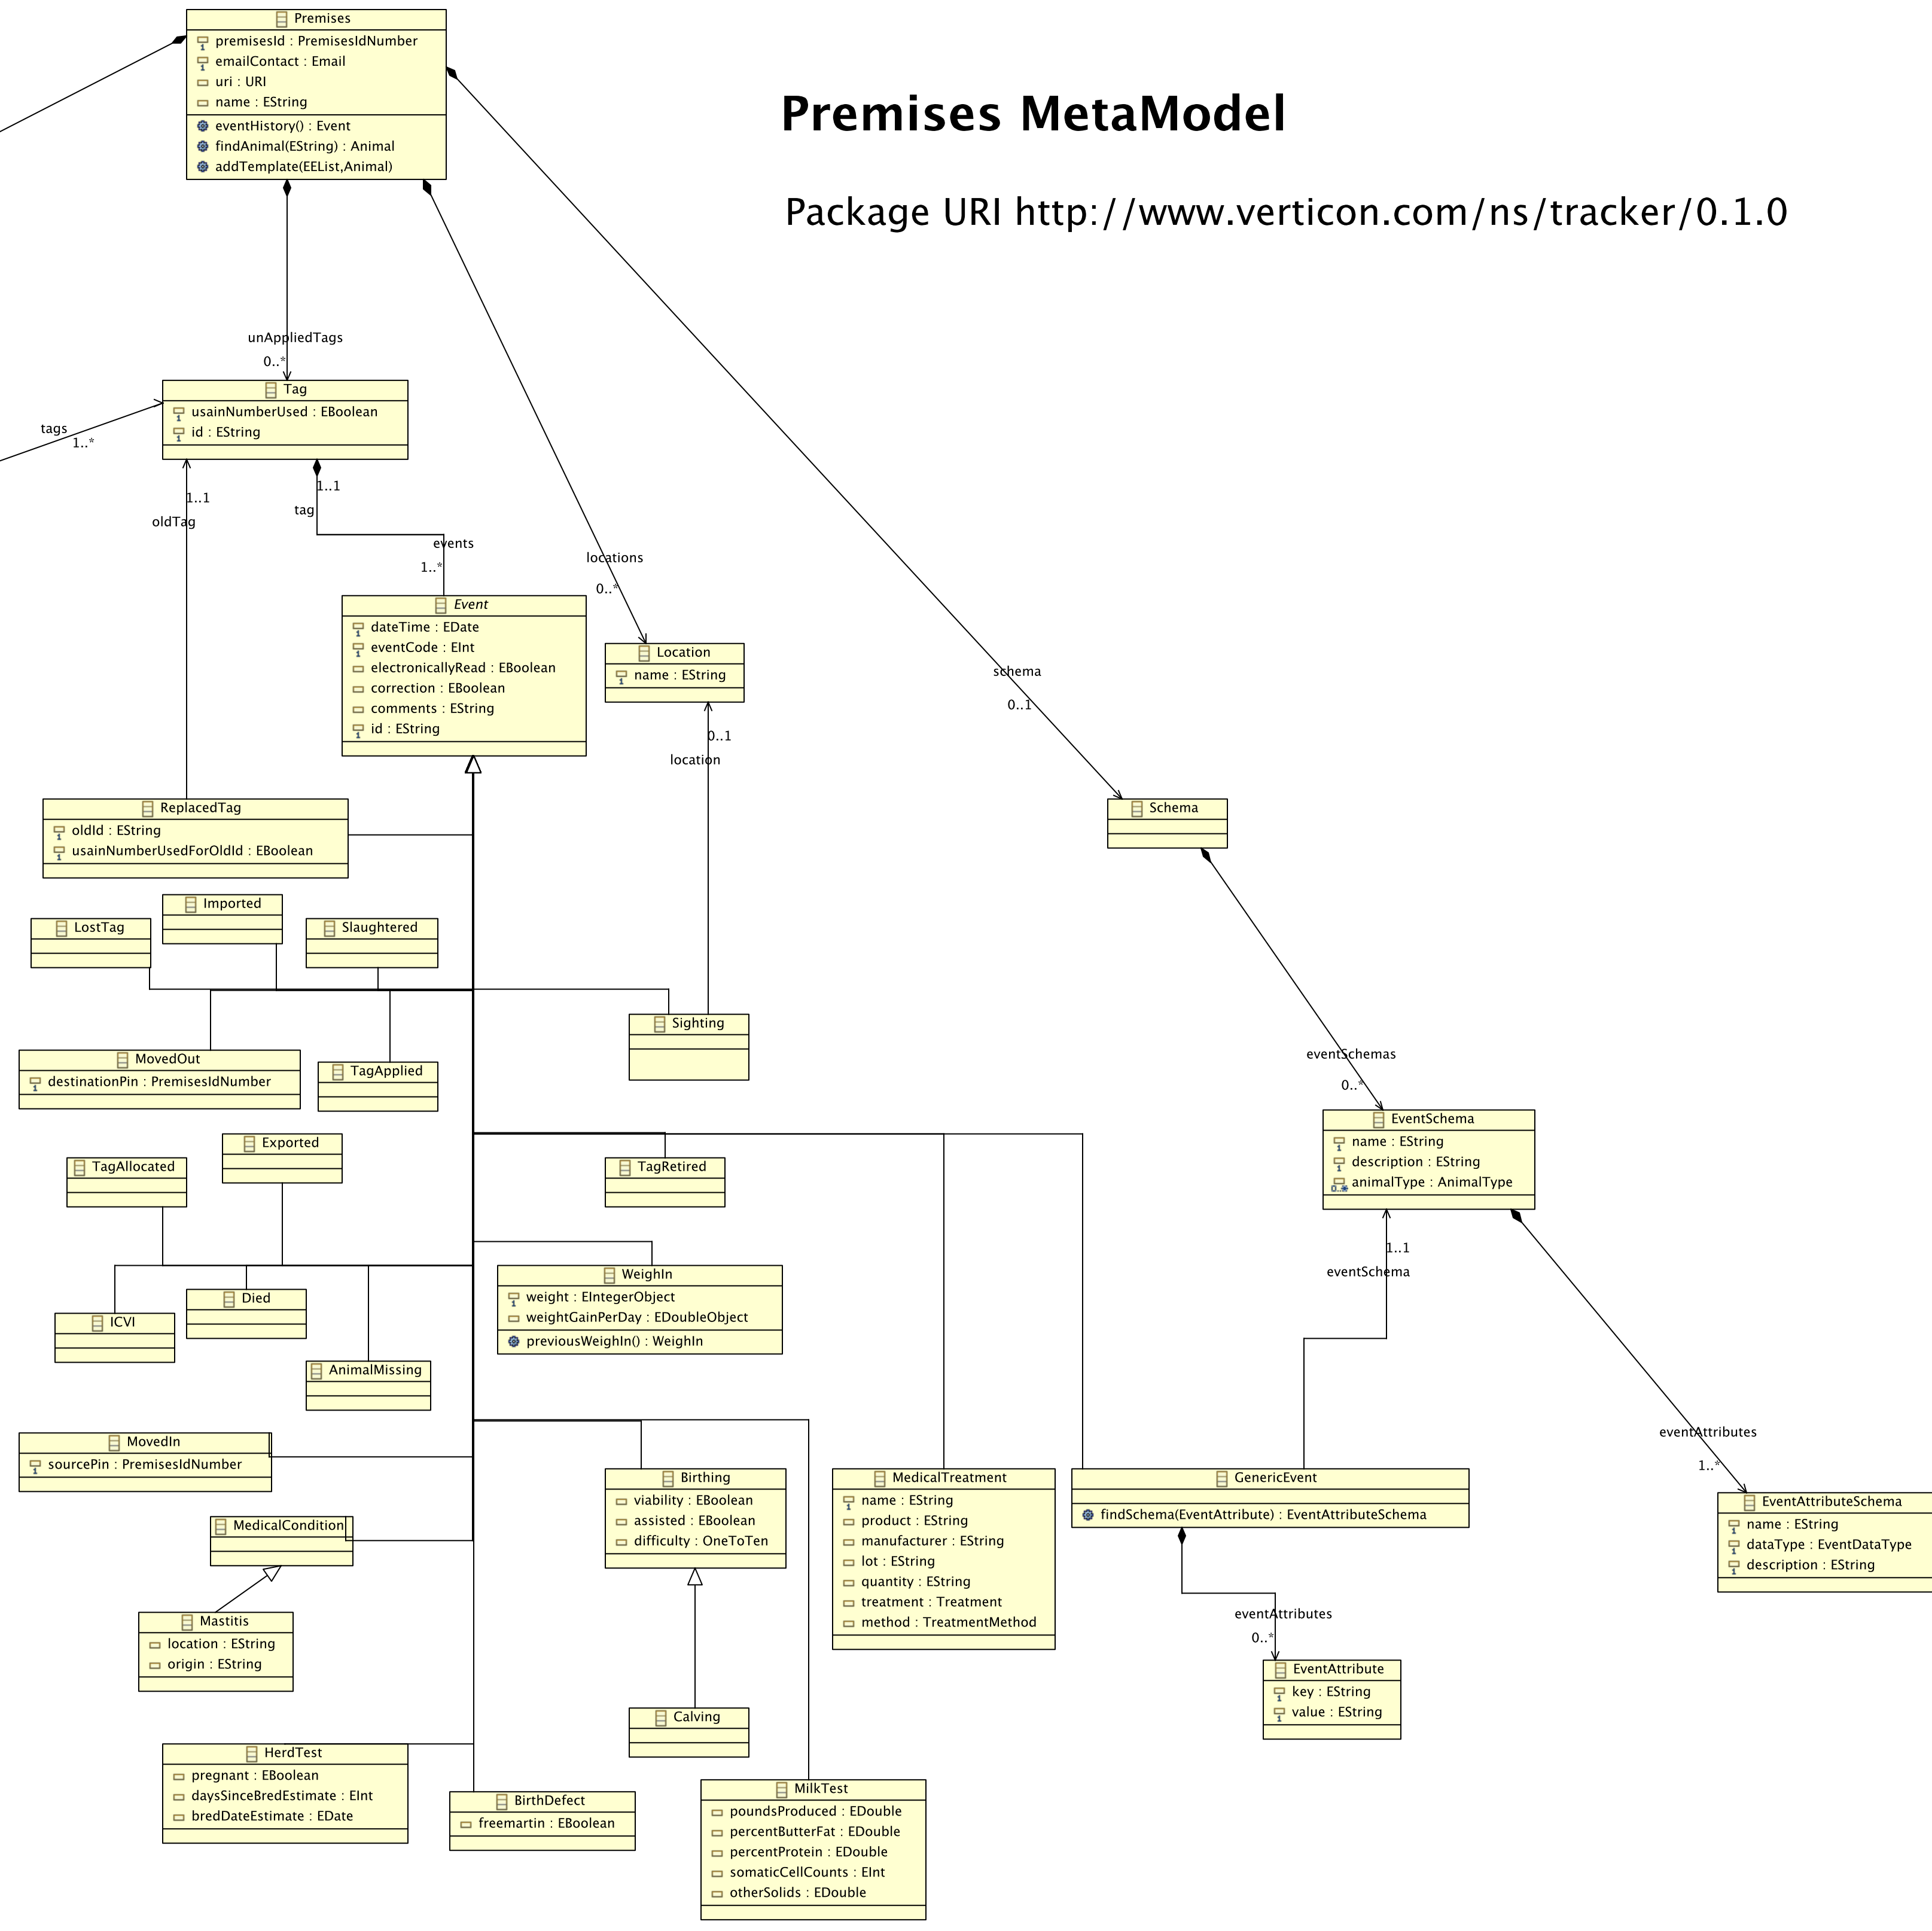 Premises
premisesId : PremisesIdNumber
emailContact : Email
uri : URI
name : EString
eventHistory() : Event
findAnimal(EString) : Animal
addTemplate(EEList,Animal)
Premises MetaModel
Package URI http://www.verticon.com/ns/tracker/0.1.0
unAppliedTags
0..*
Tag
usainNumberUsed : EBoolean
id : EString
tags
1..*
1..1
oldTag
1..1
tag
events
1..*
locations
0..*
Event
dateTime : EDate
eventCode : EInt
electronicallyRead : EBoolean
correction : EBoolean
comments : EString
id : EString
Location
name : EString
0..1
location
schema
0..1
Schema
ReplacedTag
oldId : EString
usainNumberUsedForOldId : EBoolean
Imported
LostTag
Slaughtered
Sighting
MovedOut
destinationPin : PremisesIdNumber
TagApplied
eventSchemas
0..*
EventSchema
name : EString
description : EString
0..* animalType : AnimalType
Exported
TagAllocated
TagRetired
1..1
eventSchema
WeighIn
weight : EIntegerObject
weightGainPerDay : EDoubleObject
previousWeighIn() : WeighIn
Died
ICVI
AnimalMissing
eventAttributes
1..*
MovedIn
sourcePin : PremisesIdNumber
Birthing
viability : EBoolean
assisted : EBoolean
difficulty : OneToTen
MedicalTreatment
name : EString
product : EString
manufacturer : EString
lot : EString
quantity : EString
treatment : Treatment
method : TreatmentMethod
GenericEvent
findSchema(EventAttribute) : EventAttributeSchema
EventAttributeSchema
name : EString
dataType : EventDataType
description : EString
MedicalCondition
Mastitis
location : EString
origin : EString
eventAttributes
0..*
EventAttribute
key : EString
value : EString
Calving
HerdTest
pregnant : EBoolean
daysSinceBredEstimate : EInt
bredDateEstimate : EDate
BirthDefect
freemartin : EBoolean
MilkTest
poundsProduced : EDouble
percentButterFat : EDouble
percentProtein : EDouble
somaticCellCounts : EInt
otherSolids : EDouble